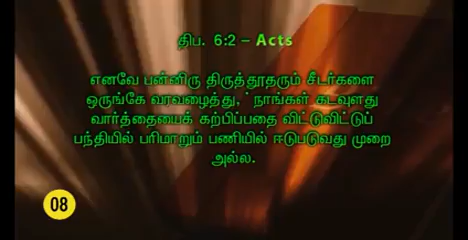 திப. 6:2 – Acts
எனவே பன்னிரு திருத்தூதரும் சீடர்களை
ஒருங்கே வரவழைத்து,' நாங்கள் கடவுளது
வார்த்தையைக் கற்பிப்பதை விட்டுவிட்டுப்
பந்தியில் பரிமாறும் பணியில் ஈடுபடுவது முறை
அல்ல.
08